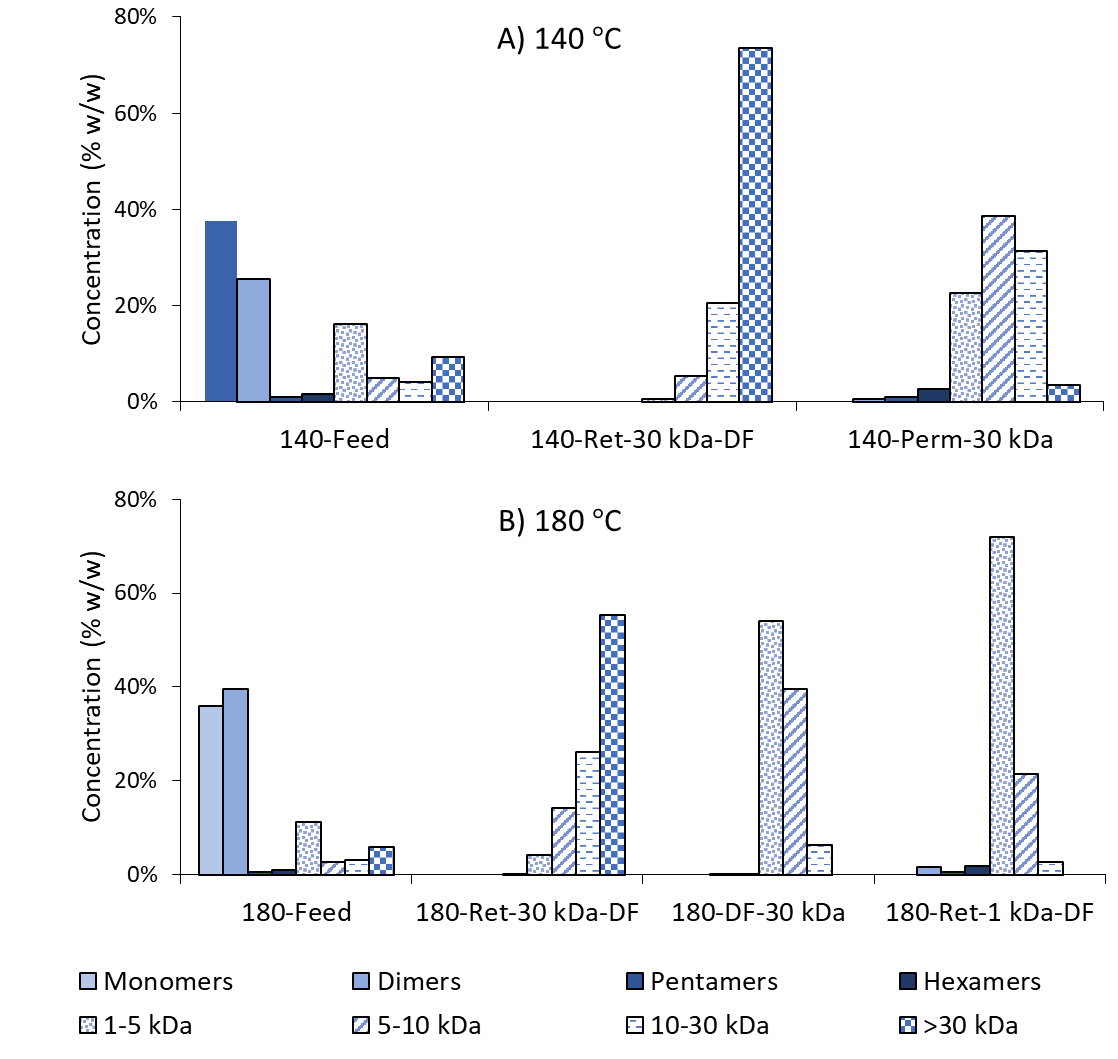 80%
A) 140 °C
60%
40%
20%
0%
Concentration (% w/w)
140-Feed 140-Ret-30 kDa-DF 140-Perm-30 kDa
80%
B) 180 °C
60%
40%
20%
0%
Concentration (% w/w)
180-Feed 180-Ret-30 kDa-DF 180-DF-30 kDa 180-Ret-1 kDa-DF
Monomers Dimers Pentamers Hexamers
1-5 kDa 5-10 kDa 10-30 kDa >30 kDa